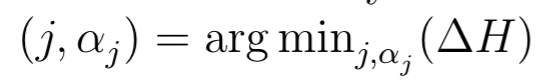 (j, α_j) = arg min_{j,α_j}(ΔH)